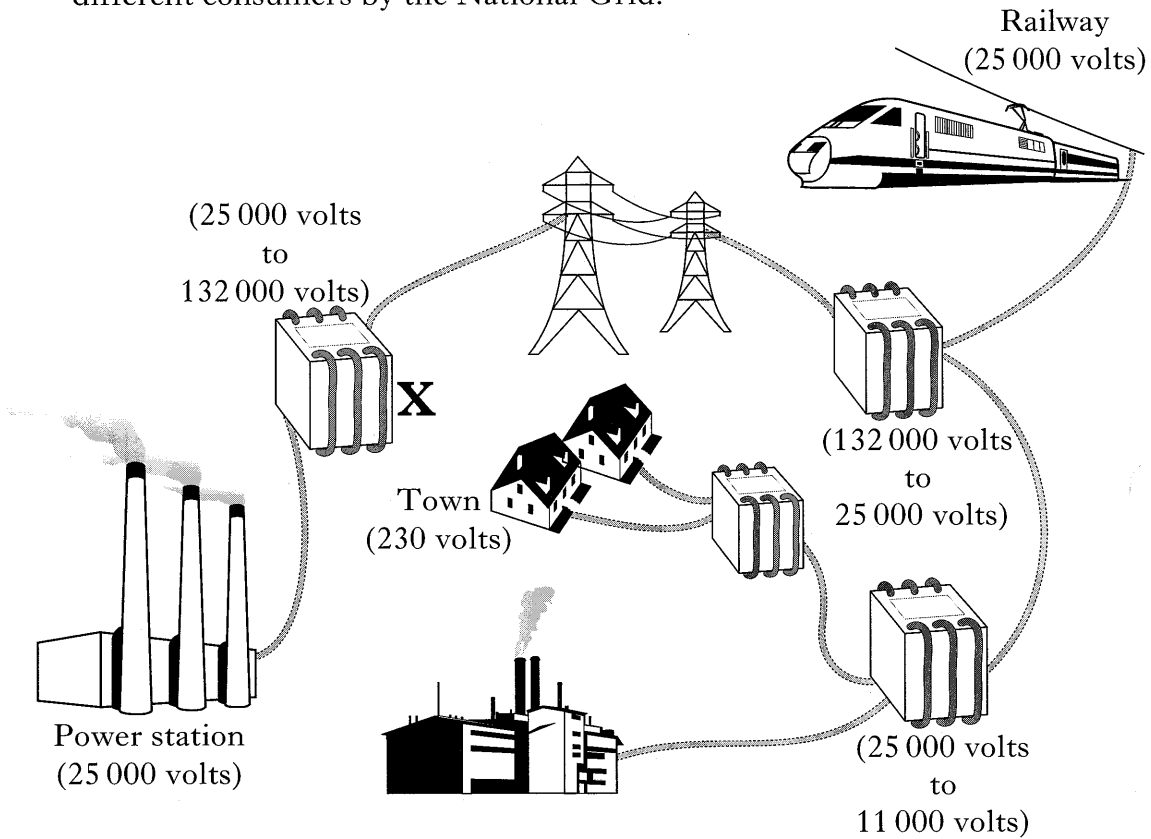 different consumers by the National Grid.
Railway
(25 000 volts)
(25 000 volts
to
132 000 volts)
X
(132 000 volts
to
25 000 volts)
Town
(230 volts)
Power station
(25 000 volts)
(25 000 volts
to
11 000 volts)